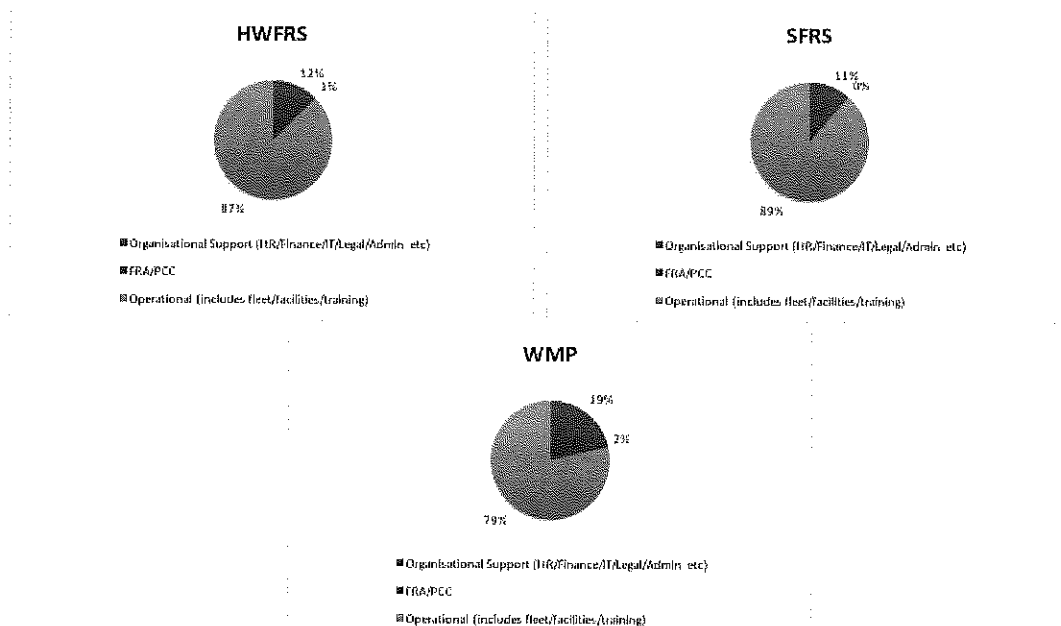 HWFRS
12%
1%
87%
Organisational Support (HR/Finance/IT/Legal/Admin etc)
FRA/PCC
Operational (includes fleet/facilities/training)
SFRS
11%
0%
89%
Organisational Support (HR/Finance/IT/Legal/Admin etc)
FRA/PCC
Operational (includes fleet/facilities/training)
WMP
19%
2%
79%
Organisational Support (HR/Finance/IT/Legal/Admin etc)
FRA/PCC
Operational (includes fleet/facilities/training)